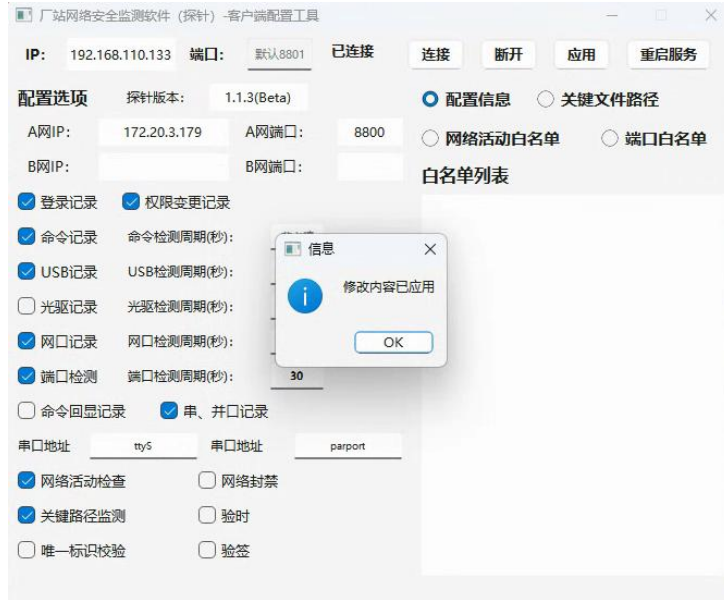 厂站网络安全监测软件（探针）-客户端配置工具
IP: 192.168.110.133 端口: 默认8801 已连接 连接 断开 应用 重启服务
配置选项 探针版本: 1.1.3(Beta) 配置信息 关键文件路径
A网IP: 172.20.3.179 A网端口: 8800 网络活动白名单 端口白名单
B网IP: B网端口:
白名单列表
登录记录 权限变更记录
命令记录 命令检测周期(秒):
USB记录 USB检测周期(秒):
光驱记录 光驱检测周期(秒):
网口记录 网口检测周期(秒):
端口检测 端口检测周期(秒): 30
信息
修改内容已应用
OK
命令回显记录 串、并口记录
串口地址 ttyS 串口地址 parport
网络活动检查 网络封禁
关键路径监测 验时
唯一标识校验 验签